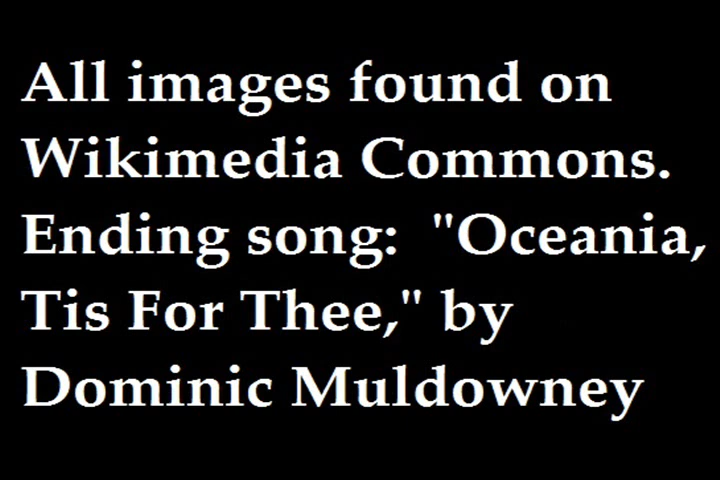 All images found on
Wikimedia Commons.
Ending song:  "Oceania,
Tis For Thee," by
Dominic Muldowney